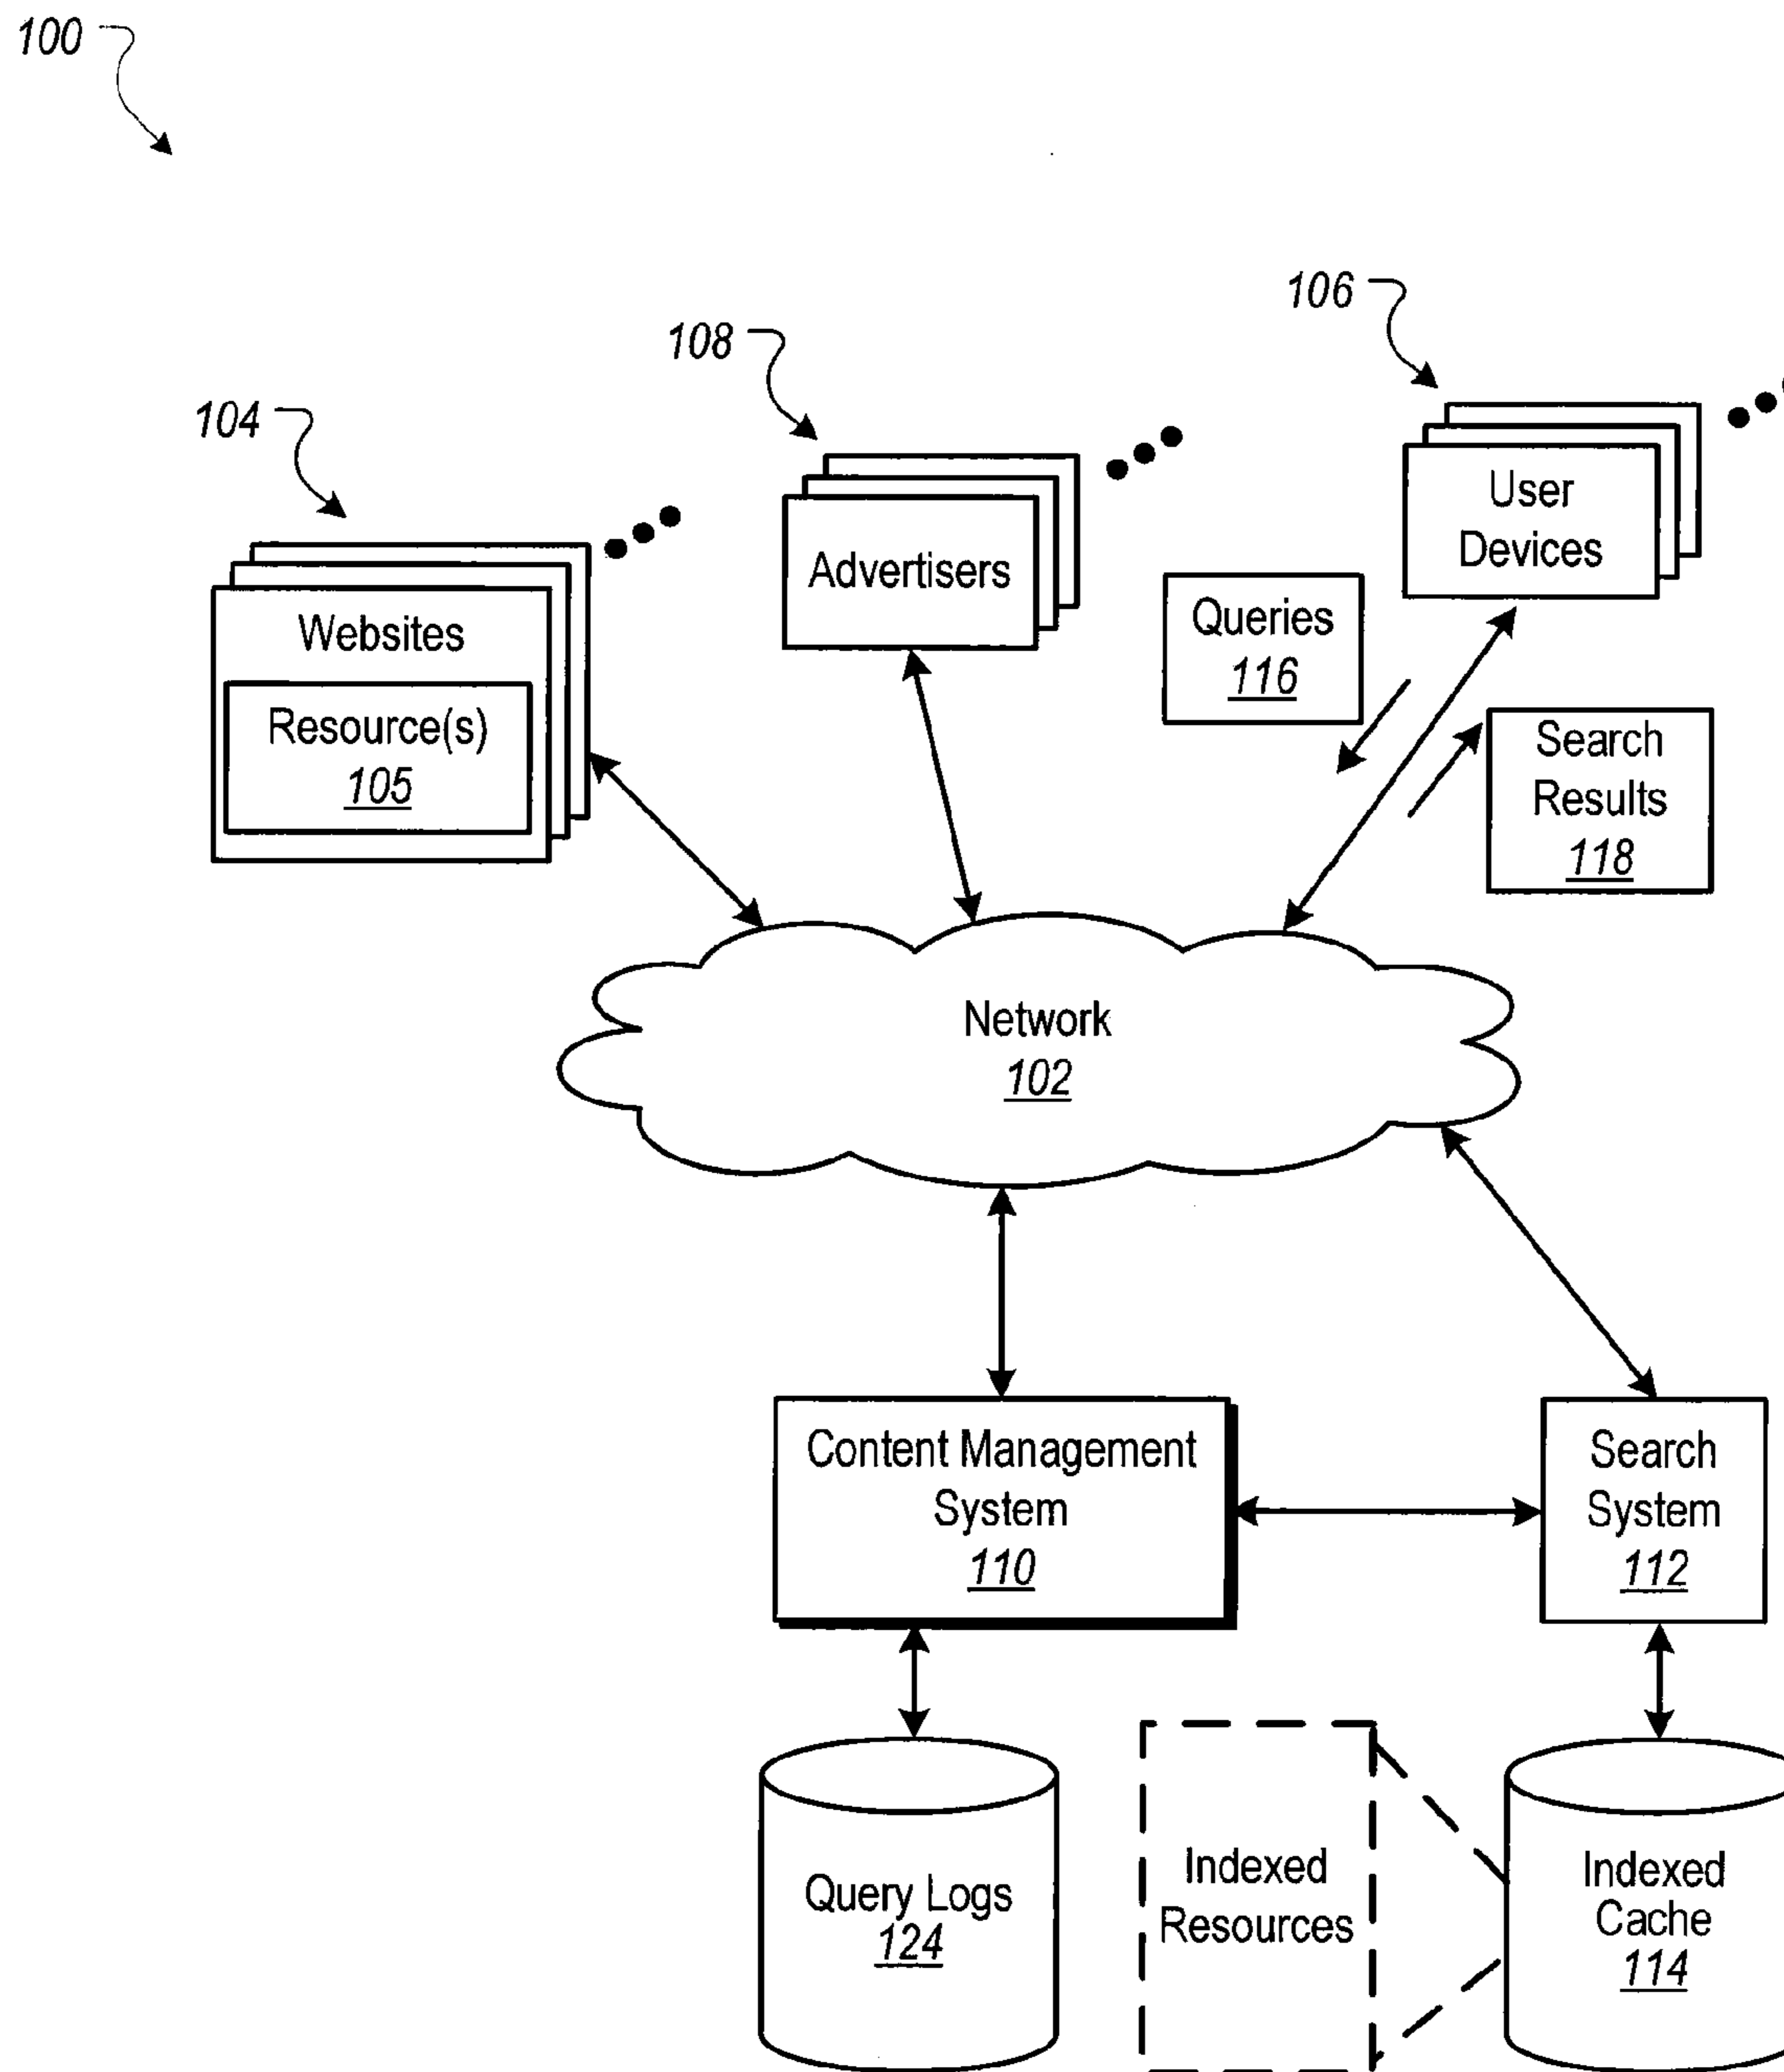 100
106
108
104
User
Devices
Advertisers
Queries
116
Websites
Resource(s)
105
Search
Results
118
Network
102
Content Management
System
110
Search
System
112
Query Logs
124
Indexed
Resources
Indexed
Cache
114